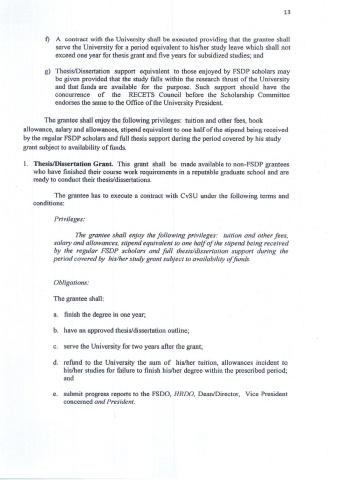 13
f) A contract with the University shall be executed providing that the grantee shall
serve the University for a period equivalent to his/her study leave which shall not
exceed one year for thesis grant and five years for subsidized studies; and
g) Thesis/Dissertation support equivalent to those enjoyed by FSDP scholars may
be given provided that the study falls within the research thrust of the University
and that funds are available for the purpose. Such support should have the
concurrence of the RECETS Council before the Scholarship Committee
endorses the same to the Office of the University President.
The grantee shall enjoy the following privileges: tuition and other fees, book
allowance, salary and allowances, stipend equivalent to one half of the stipend being received
by the regular FSDP scholars and full thesis support during the period covered by his study
grant subject to availability of funds.
1. Thesis/Dissertation Grant. This grant shall be made available to non-FSDP grantees
who have finished their course work requirements in a reputable graduate school and are
ready to conduct their thesis/dissertations.
The grantee has to execute a contract with CvSU under the following terms and
conditions:
Privileges:
The grantee shall enjoy the following privileges: tuition and other fees,
salary and allowances, stipend equivalent to one half of the stipend being received
by the regular FSDP scholars and full thesis/dissertation support during the
period covered by his/her study grant subject to availability of funds.
Obligations:
The grantee shall:
a. finish the degree in one year;
b. have an approved thesis/dissertation outline;
c. serve the University for two years after the grant;
d. refund to the University the sum of his/her tuition, allowances incident to
his/her studies for failure to finish his/her degree within the prescribed period;
and
e. submit progress reports to the FSDO, HRDO, Dean/Director, Vice President
concerned and President.